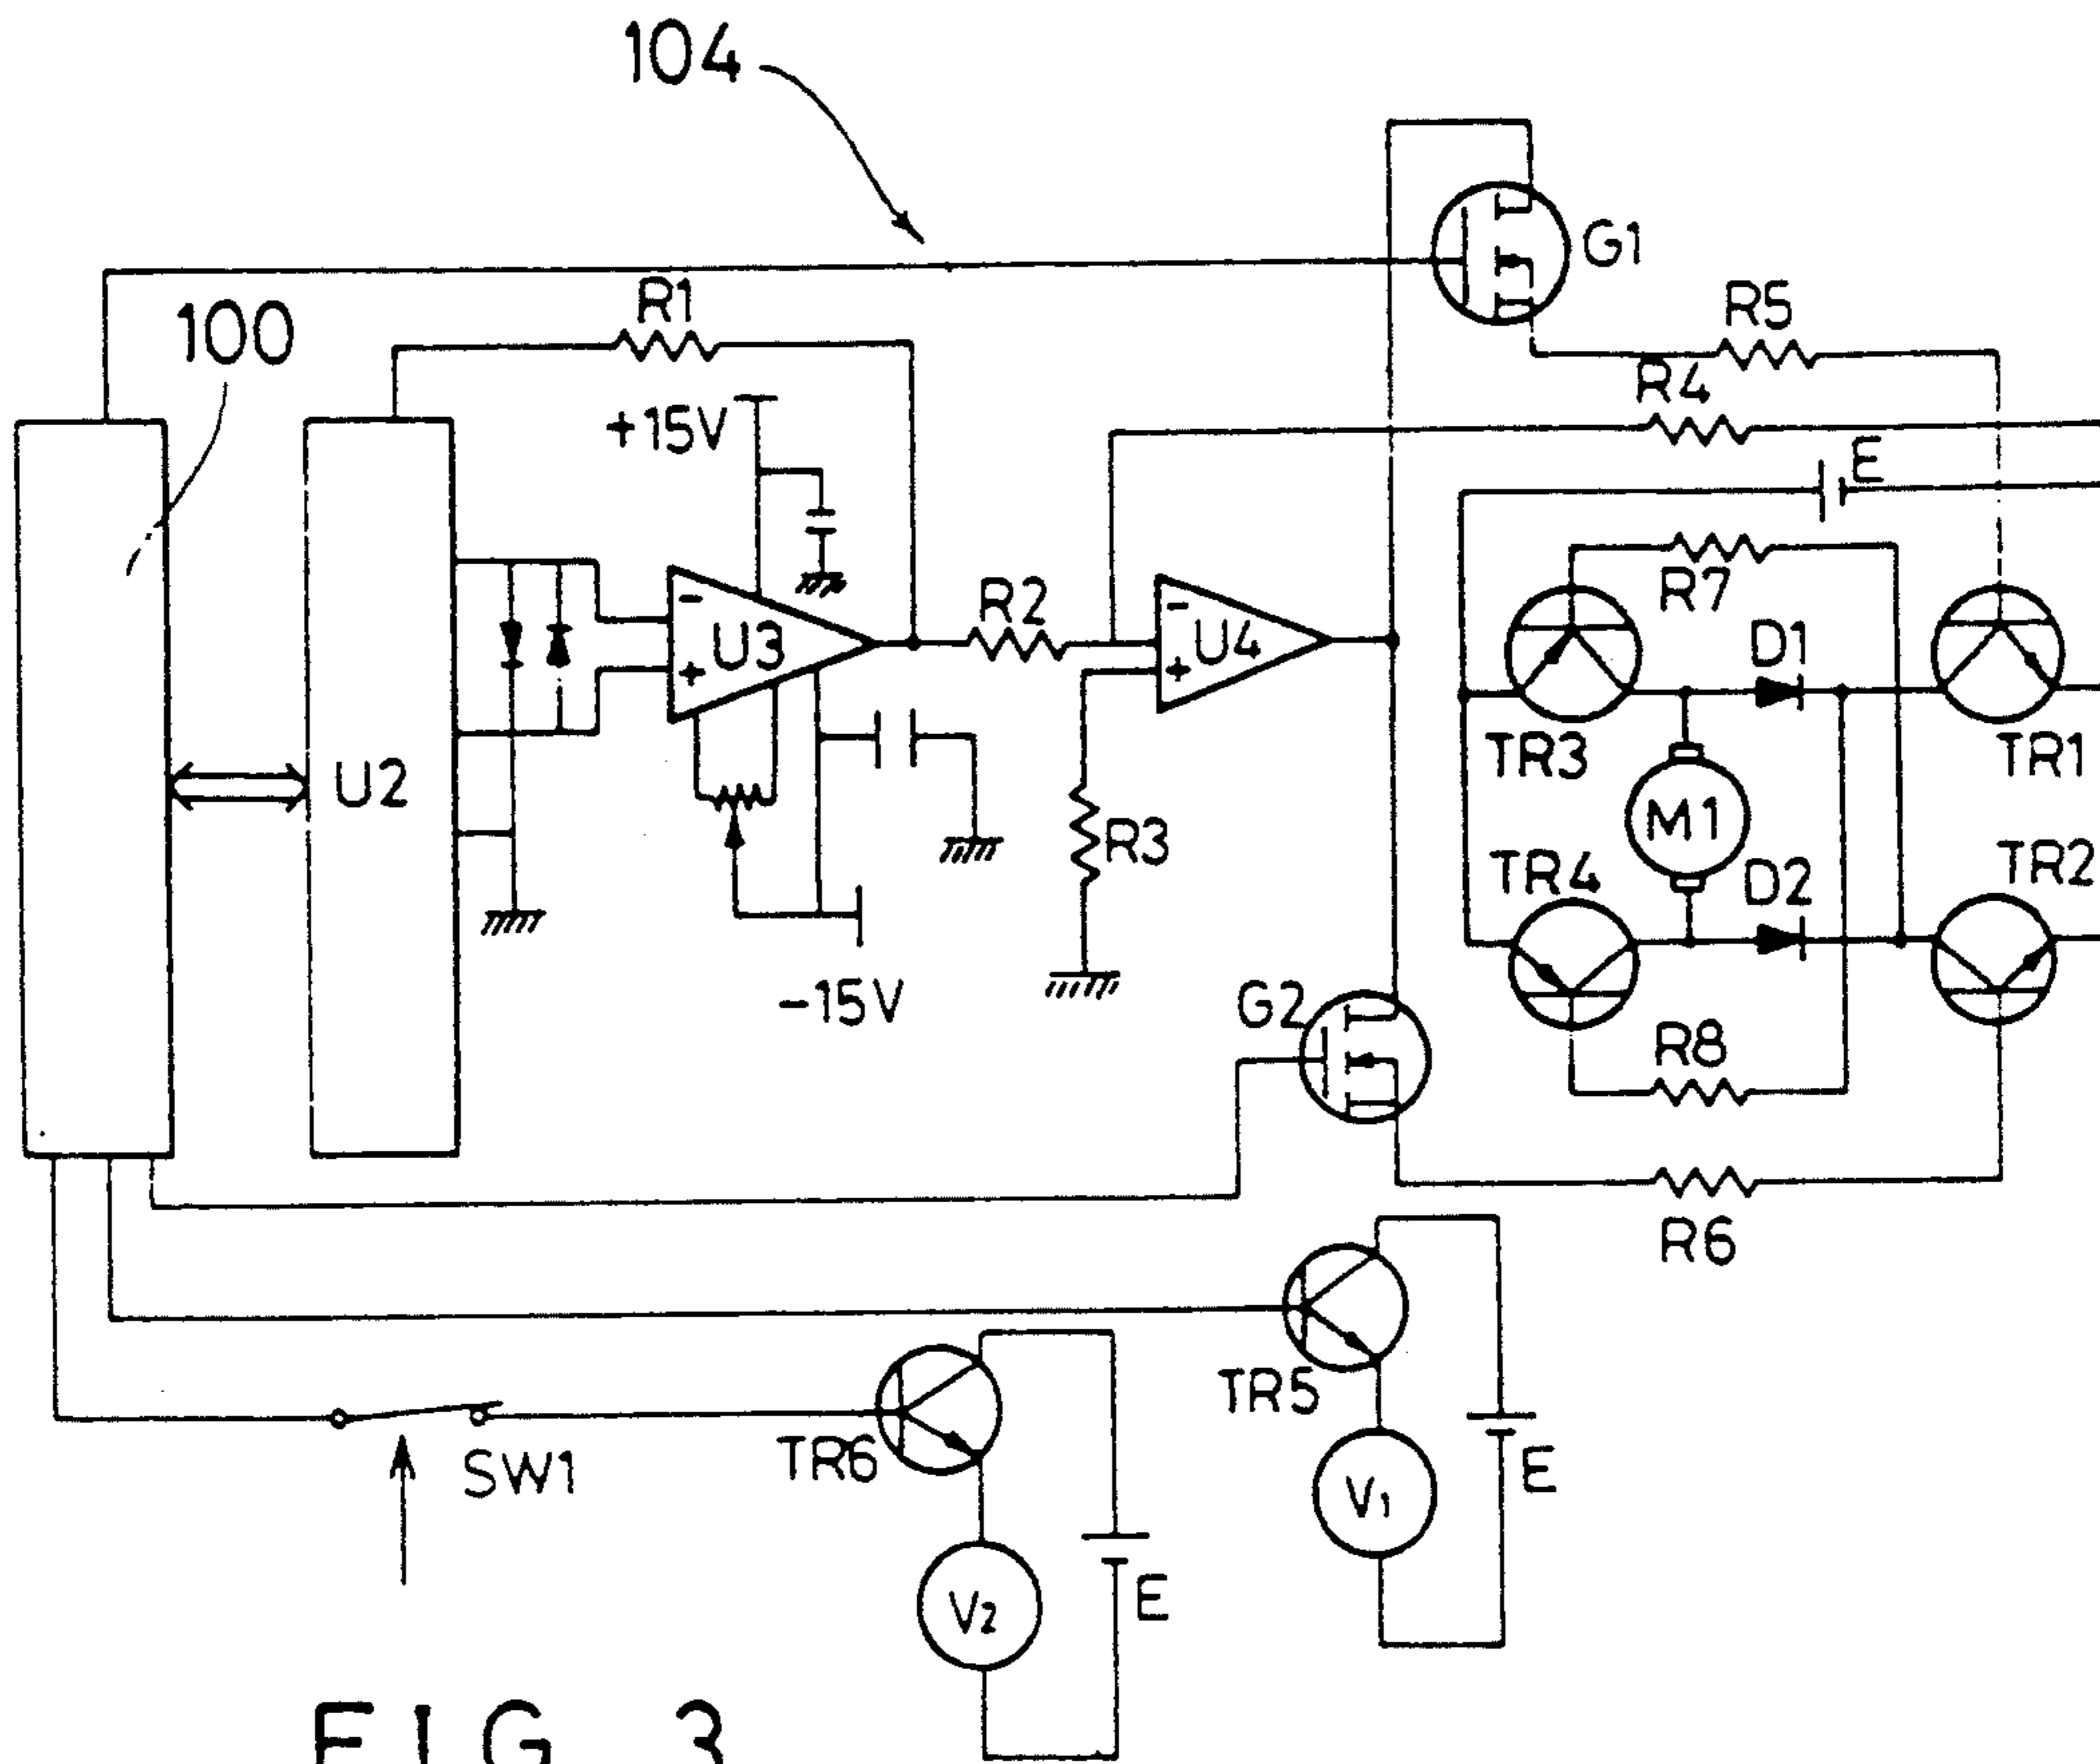 104
G1
100
R1
R5
R4
+15V
E
R7
R2
D1
-
U3
+
-
U4
+
TR3
TR1
U2
M1
R3
TR4
D2
TR2
-15V
G2
R8
R6
TR5
TR6
SW1
V1
E
V2
E
FIG 3